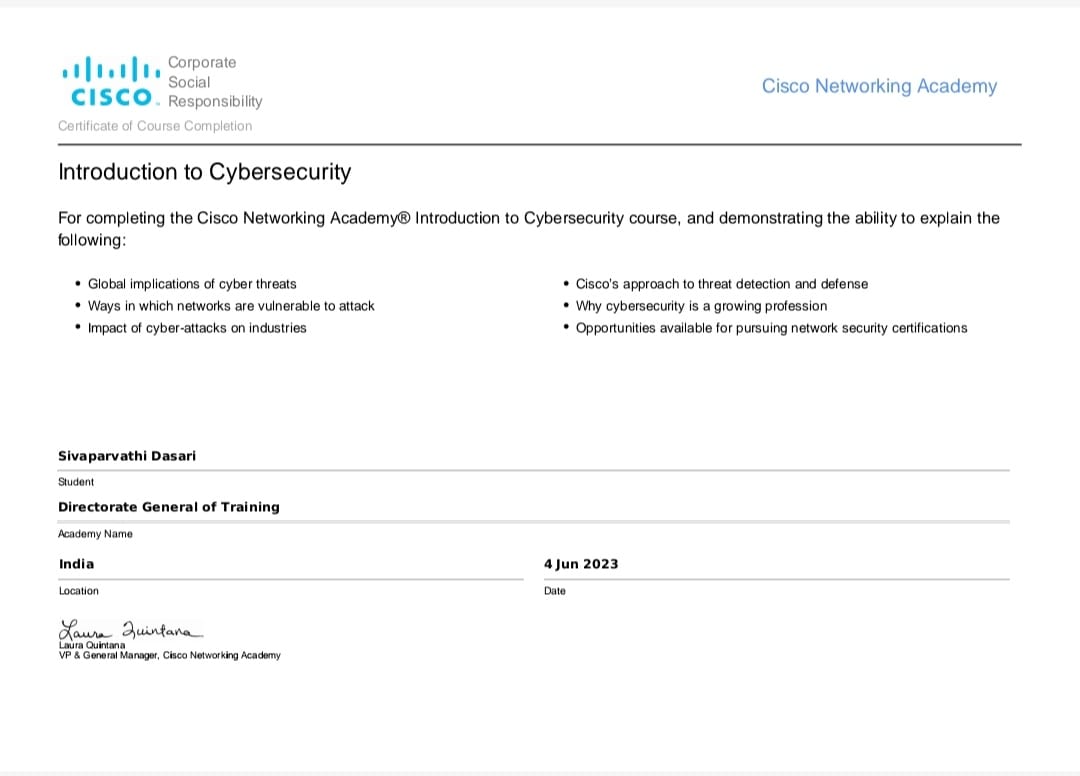 Corporate
Social
CISCO Responsibility
Cisco Networking Academy
Certificate of Course Completion
Introduction to Cybersecurity
For completing the Cisco Networking Academy® Introduction to Cybersecurity course, and demonstrating the ability to explain the
following:
• Global implications of cyber threats
• Ways in which networks are vulnerable to attack
• Impact of cyber-attacks on industries
• Cisco's approach to threat detection and defense
• Why cybersecurity is a growing profession
• Opportunities available for pursuing network security certifications
Sivaparvathi Dasari
Student
Directorate General of Training
Academy Name
India
Location
4 Jun 2023
Date
Laura Quintana
Laura Quintana
VP & General Manager, Cisco Networking Academy